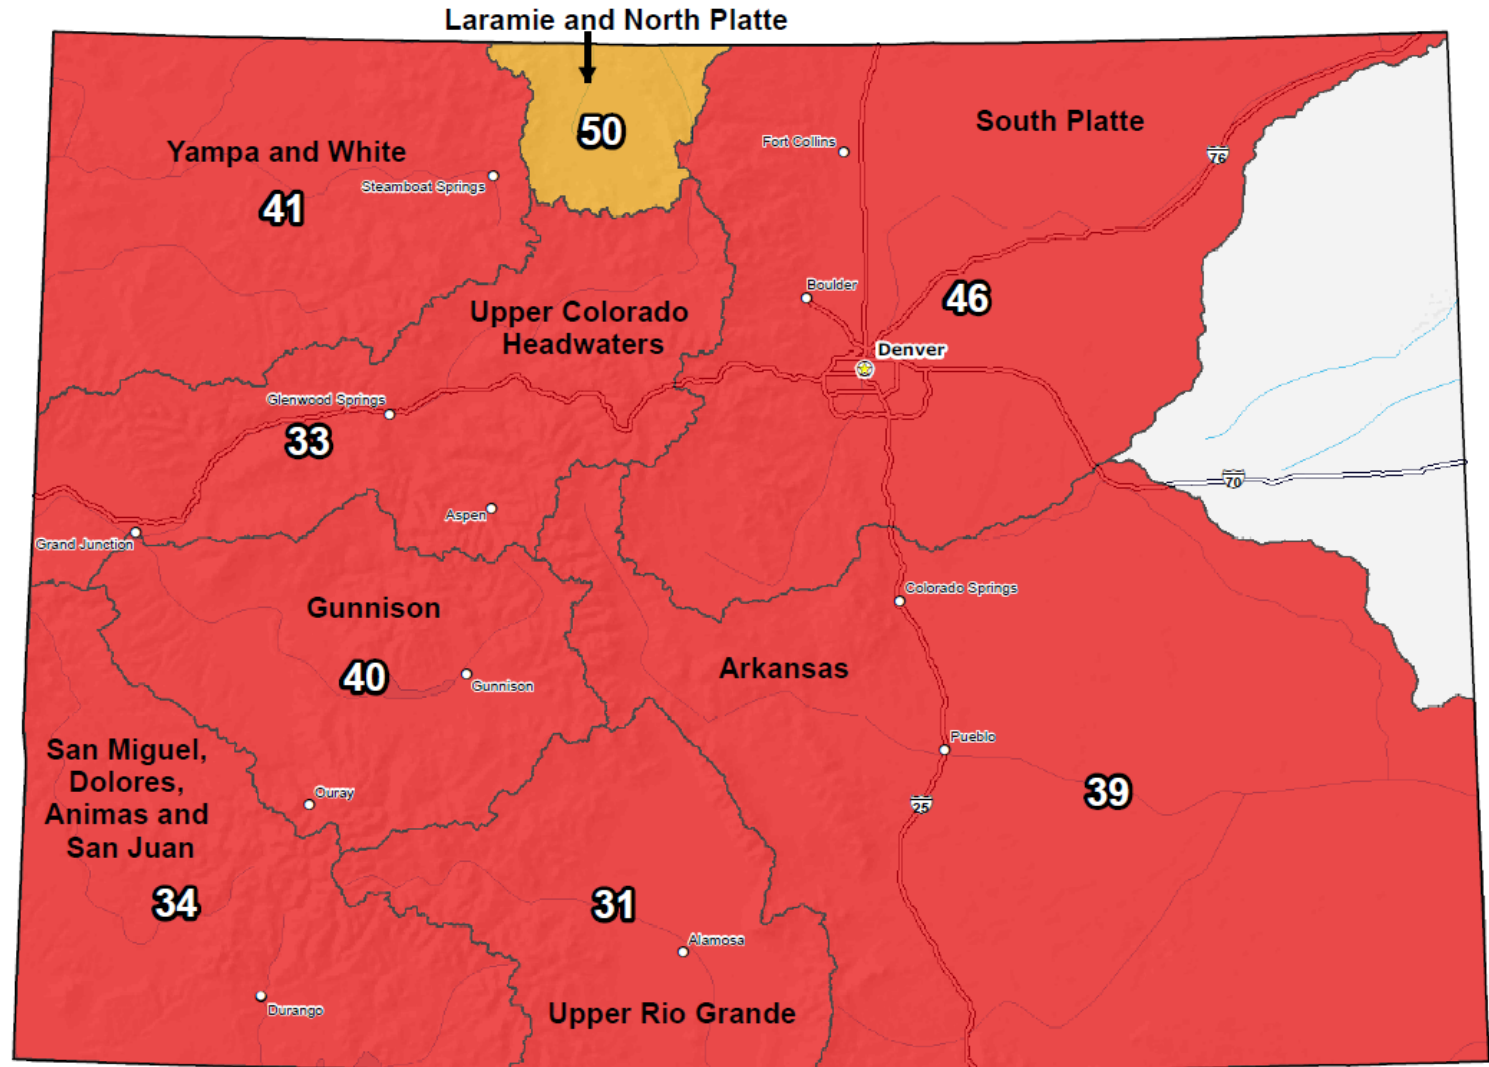 Laramie and North Platte
50
Yampa and White
41
Steamboat Springs
Fort Collins
South Platte
76
Upper Colorado
Headwaters
Boulder
46
Denver
Glenwood Springs
33
70
Aspen
Grand Junction
Gunnison
40
Gunnison
Colorado Springs
Arkansas
Pueblo
39
25
San Miguel,
Dolores,
Animas and
San Juan
34
Ouray
31
Alamosa
Durango
Upper Rio Grande